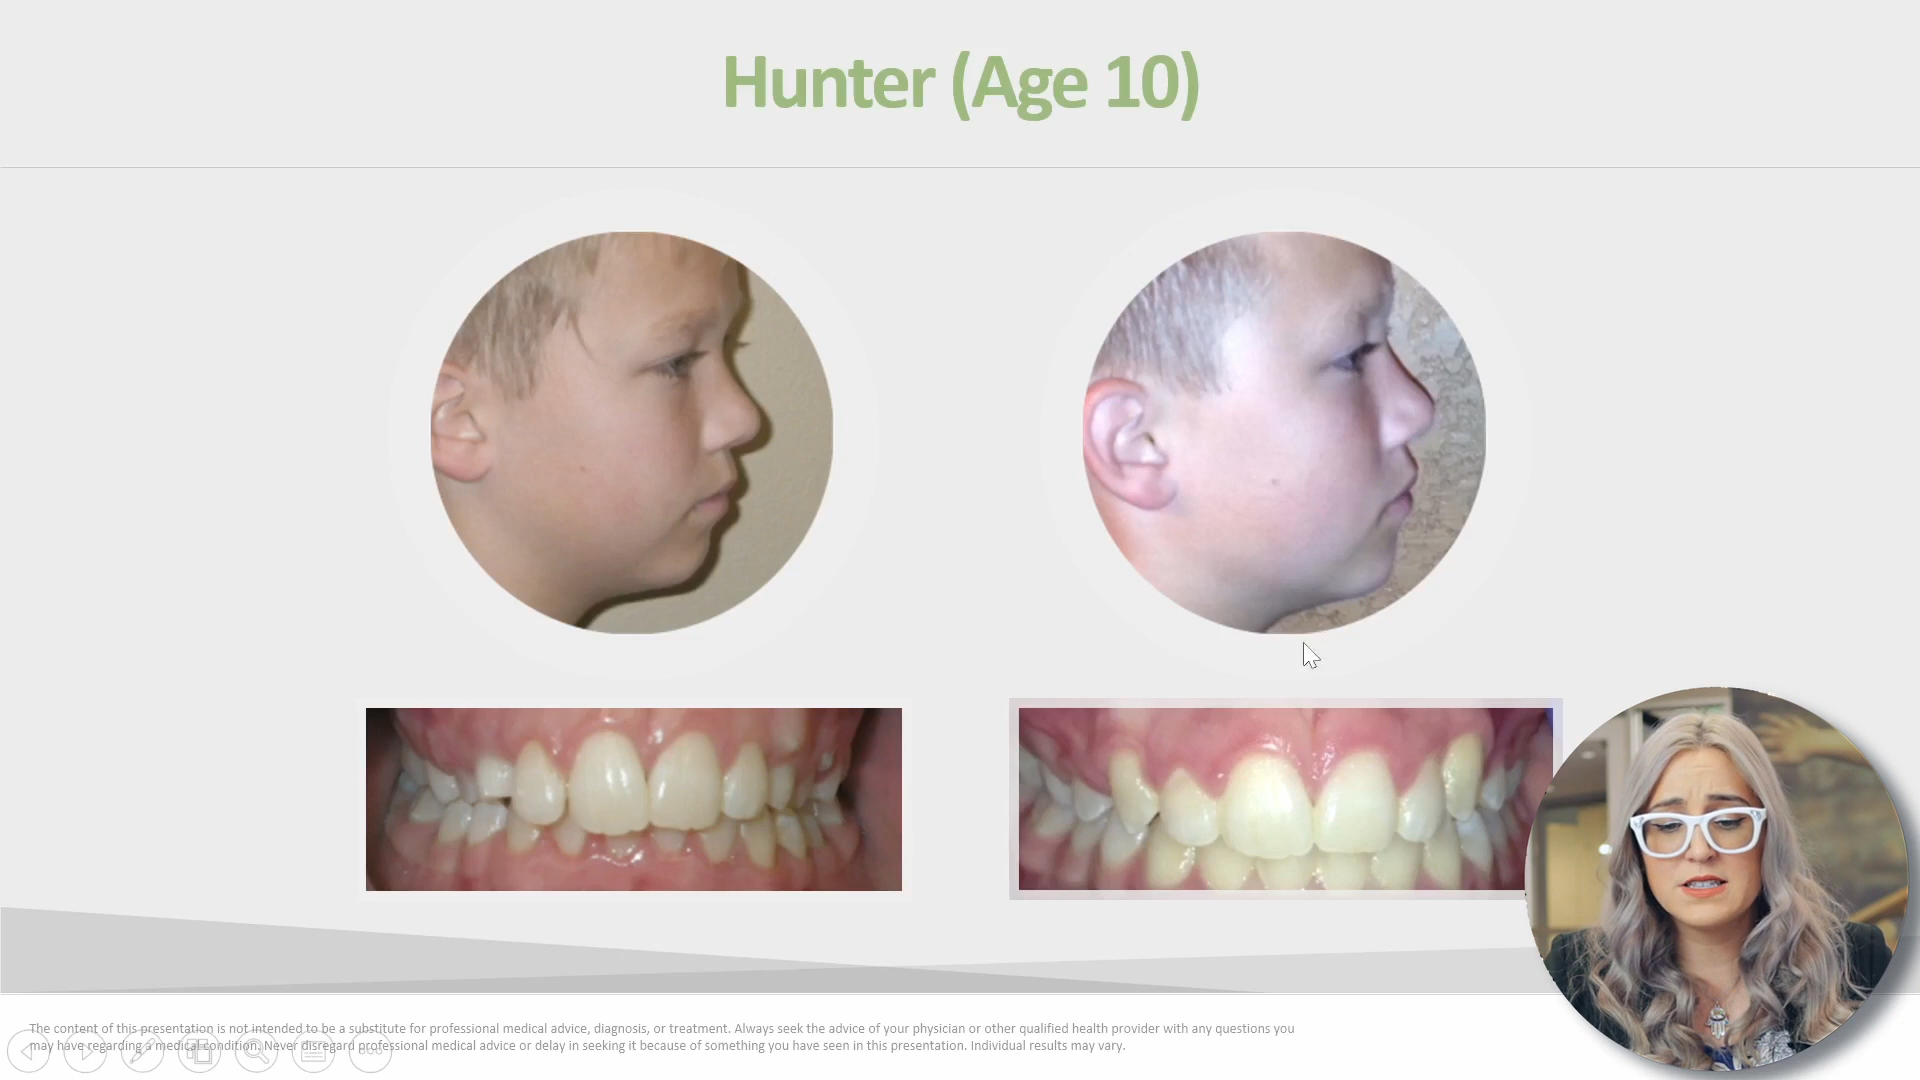 Hunter (Age 10)
The content of this presentation is not intended to be a substitute for professional medical advice, diagnosis, or treatment. Always seek the advice of your physician or other qualified health provider with any questions you
may have regarding a medical condition. Never disregard professional medical advice or delay in seeking it because of something you have seen in this presentation. Individual results may vary.